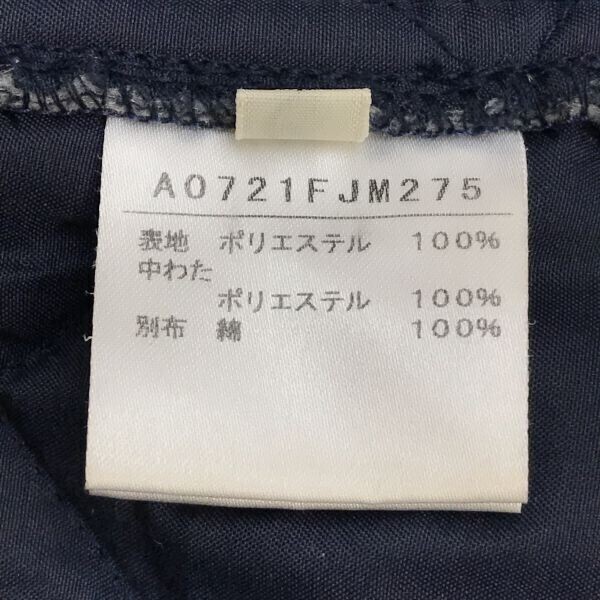 A0721FJM275
表地 ポリエステル 100%
中わた
ポリエステル 100%
別布 綿 100%